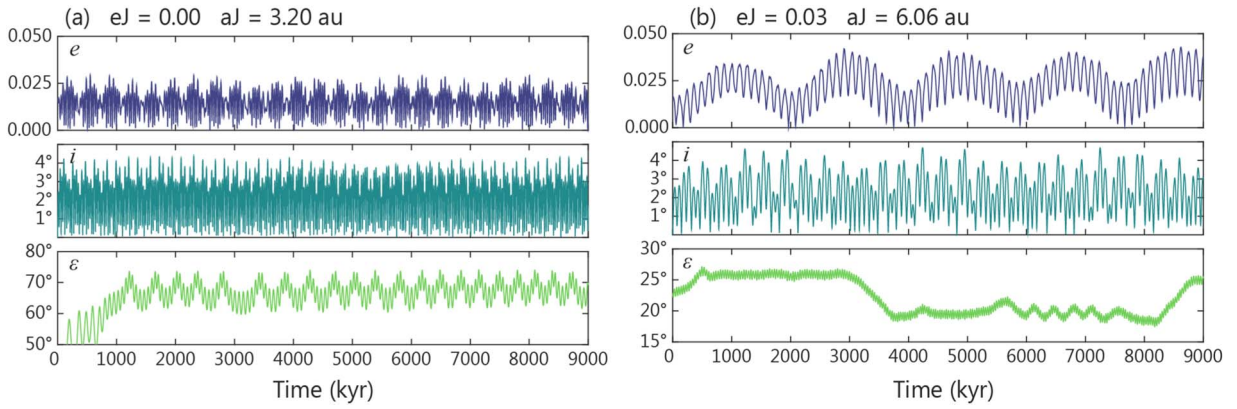 (a) eJ = 0.00 aJ = 3.20 au
0.050
e
0.025
0.000
i
4°
3°
2°
1°
80°
ε
70°
60°
50°
0 1000 2000 3000 4000 5000 6000 7000 8000 9000
Time (kyr)
(b) eJ = 0.03 aJ = 6.06 au
0.050
e
0.025
0.000
i
4°
3°
2°
1°
30°
ε
25°
20°
15°
0 1000 2000 3000 4000 5000 6000 7000 8000 9000
Time (kyr)